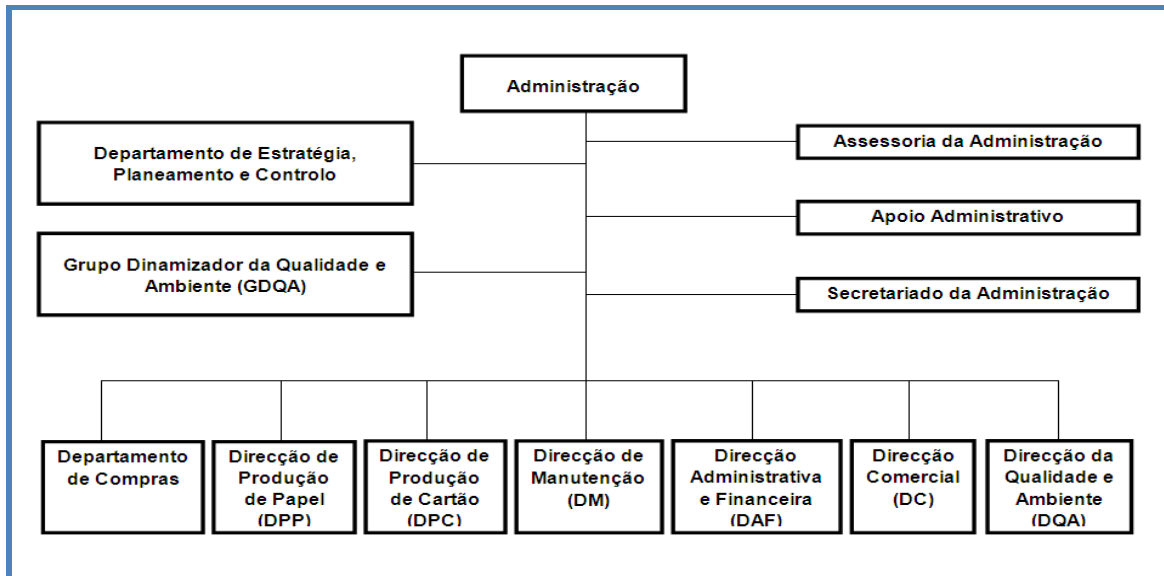 Administração
Departamento de Estratégia,
Planeamento e Controlo
Assessoria da Administração
Apoio Administrativo
Grupo Dinamizador da Qualidade e
Ambiente (GDQA)
Secretariado da Administração
Departamento
de Compras
Direcção de
Produção
de Papel
(DPP)
Direcção de
Produção
de Cartão
(DPC)
Direcção de
Manutenção
(DM)
Direcção
Administrativa
e Financeira
(DAF)
Direcção
Comercial
(DC)
Direcção da
Qualidade e
Ambiente
(DQA)